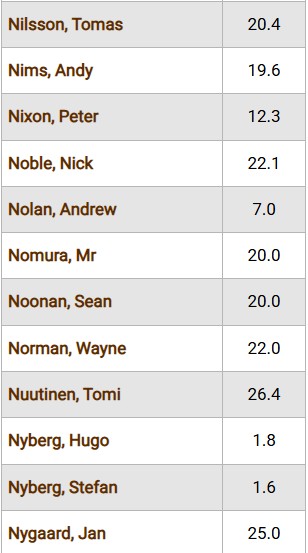 Nilsson, Tomas 20.4
Nims, Andy 19.6
Nixon, Peter 12.3
Noble, Nick 22.1
Nolan, Andrew 7.0
Nomura, Mr 20.0
Noonan, Sean 20.0
Norman, Wayne 22.0
Nuutinen, Tomi 26.4
Nyberg, Hugo 1.8
Nyberg, Stefan 1.6
Nygaard, Jan 25.0